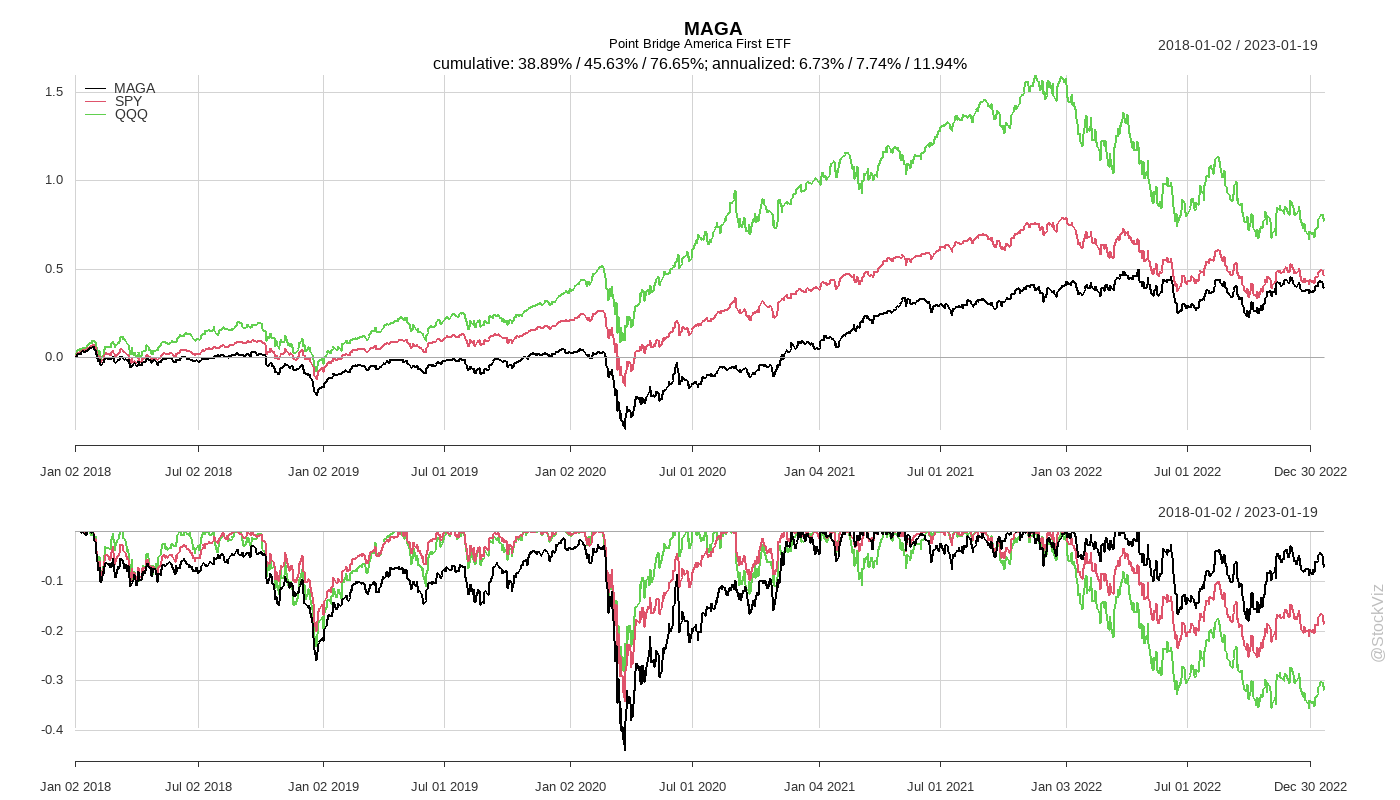 MAGA
Point Bridge America First ETF
2018-01-02 / 2023-01-19
cumulative: 38.89% / 45.63% / 76.65%; annualized: 6.73% / 7.74% / 11.94%
MAGA
SPY
QQQ
1.5
1.0
0.5
0.0
Jan 02 2018 Jul 02 2018 Jan 02 2019 Jul 01 2019 Jan 02 2020 Jul 01 2020 Jan 04 2021 Jul 01 2021 Jan 03 2022 Jul 01 2022 Dec 30 2022
2018-01-02 / 2023-01-19
-0.1
-0.2
-0.3
-0.4
Jan 02 2018 Jul 02 2018 Jan 02 2019 Jul 01 2019 Jan 02 2020 Jul 01 2020 Jan 04 2021 Jul 01 2021 Jan 03 2022 Jul 01 2022 Dec 30 2022
@StockViz